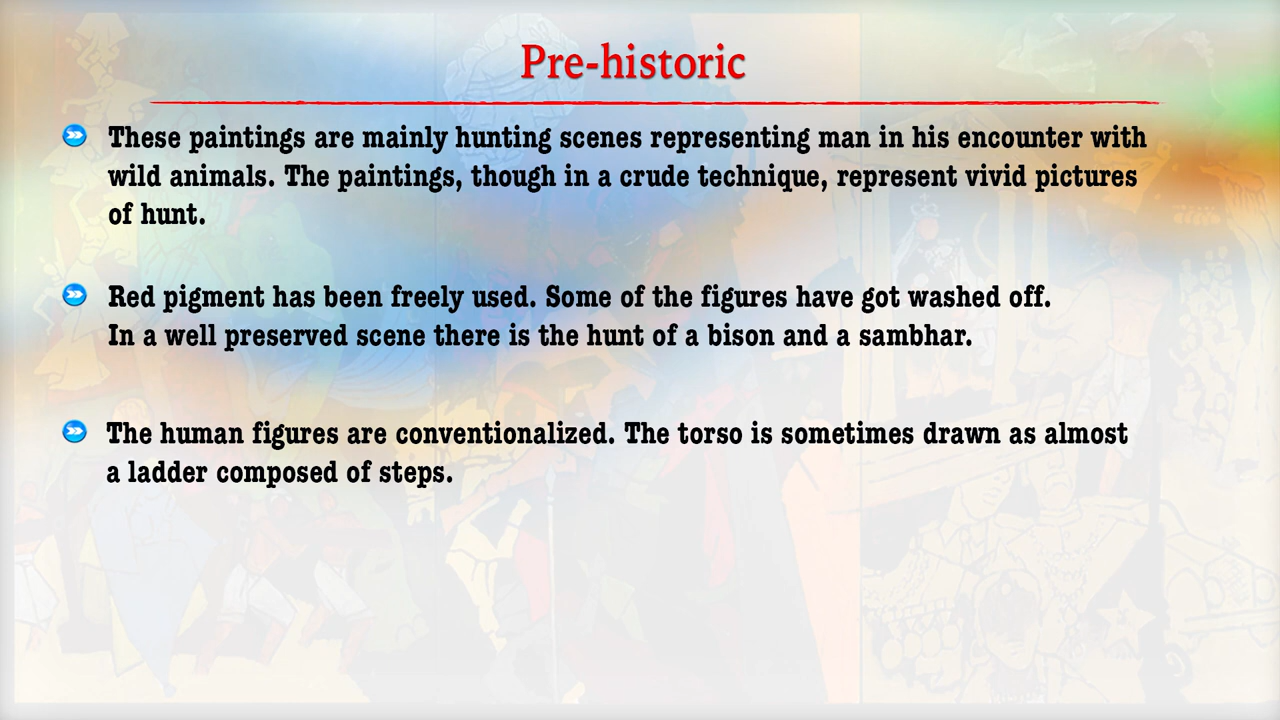 Pre-historic
These paintings are mainly hunting scenes representing man in his encounter with
wild animals. The paintings, though in a crude technique, represent vivid pictures
of hunt.
Red pigment has been freely used. Some of the figures have got washed off.
In a well preserved scene there is the hunt of a bison and a sambhar.
The human figures are conventionalized. The torso is sometimes drawn as almost
a ladder composed of steps.